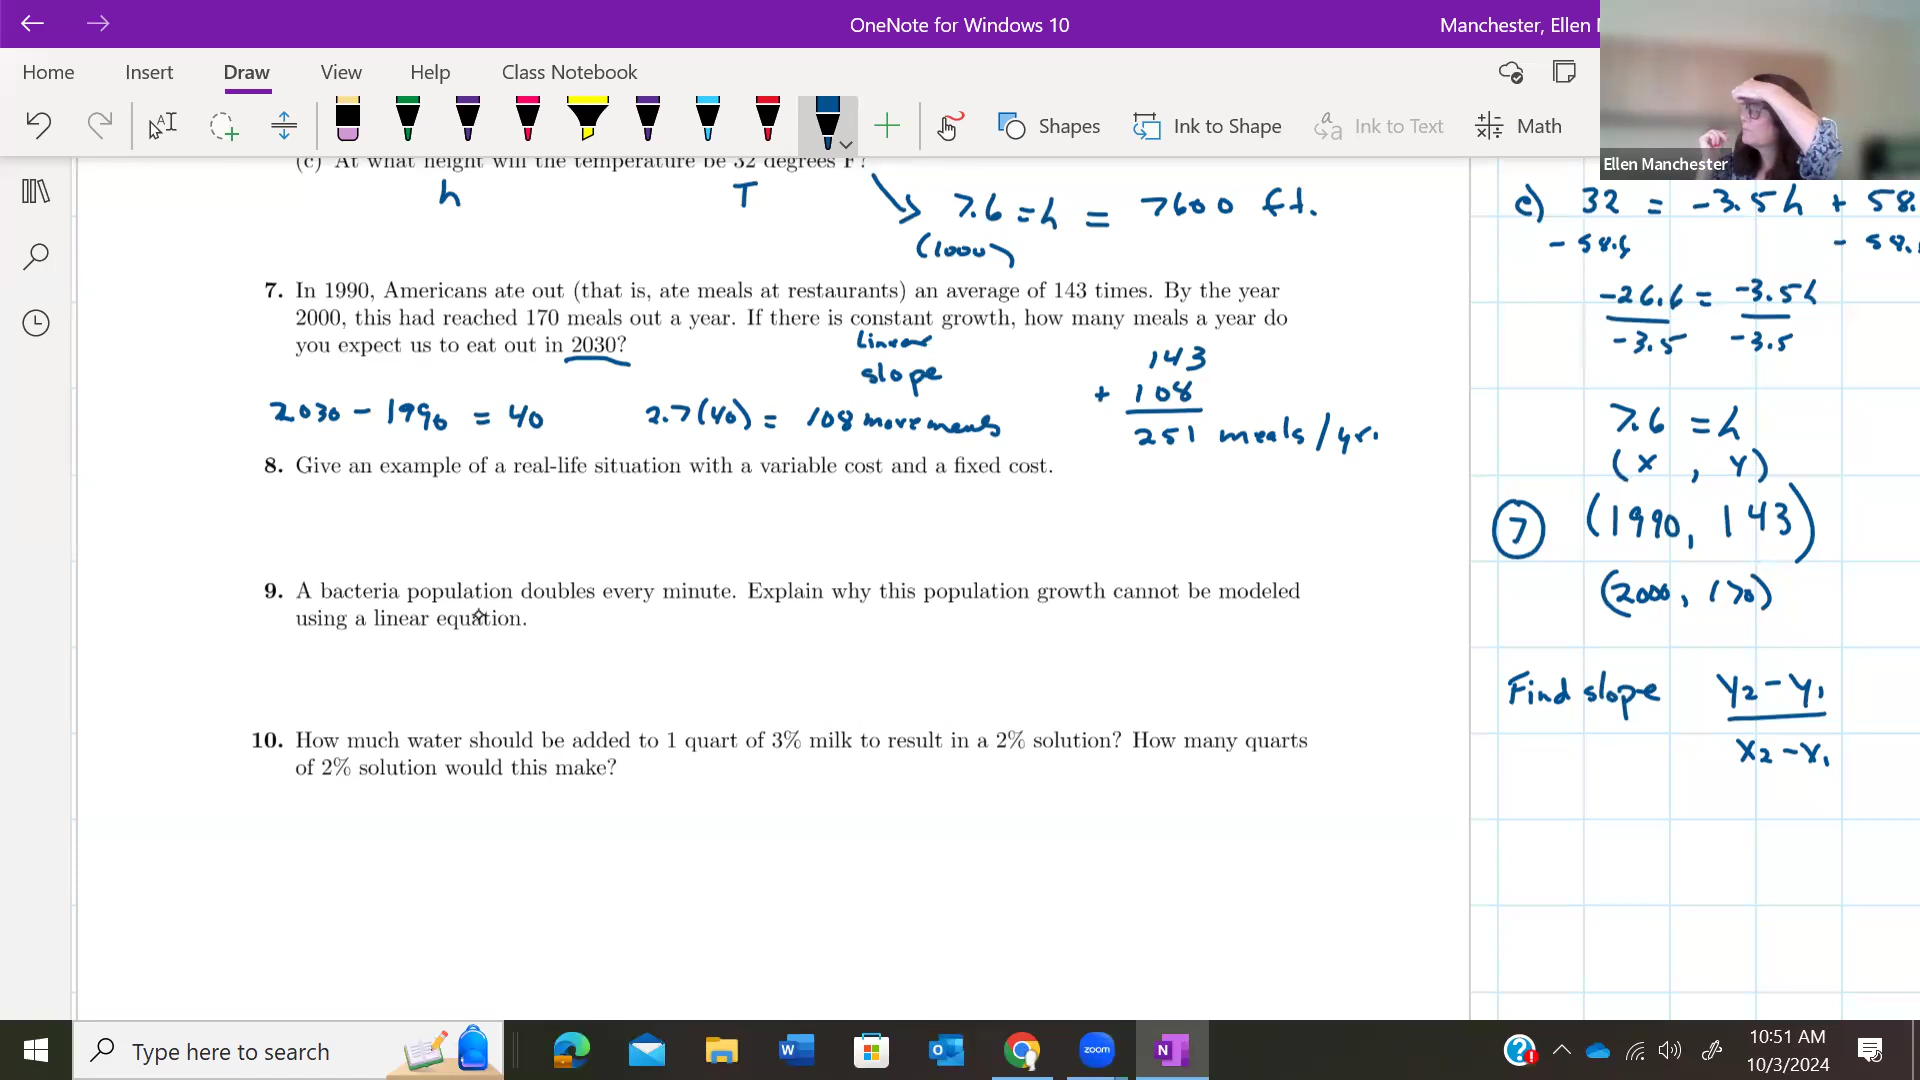 OneNote for Windows 10
Manchester, Ellen
Home Insert Draw View Help Class Notebook
Shapes Ink to Shape Ink to Text Math
Ellen Manchester
(c) At what height will the temperature be 32 degrees F?
h T
7.6 = h = 7600 ft.
(1000)
7. In 1990, Americans ate out (that is, ate meals at restaurants) an average of 143 times. By the year
2000, this had reached 170 meals out a year. If there is constant growth, how many meals a year do
you expect us to eat out in 2030?
Linear
slope
2030 - 1990 = 40
2.7(40) = 108 more meals
143
+ 108
251 meals/yr.
8. Give an example of a real-life situation with a variable cost and a fixed cost.
9. A bacteria population doubles every minute. Explain why this population growth cannot be modeled
using a linear equation.
10. How much water should be added to 1 quart of 3% milk to result in a 2% solution? How many quarts
of 2% solution would this make?
32 = -3.5h + 58.
-26.6 = -3.5h
-3.5 -3.5
7.6 = h
(x, y)
7 (1990, 143)
(2000, 170)
Find slope y2-y1
x2-x1
Type here to search
zoom
10:51 AM
10/3/2024